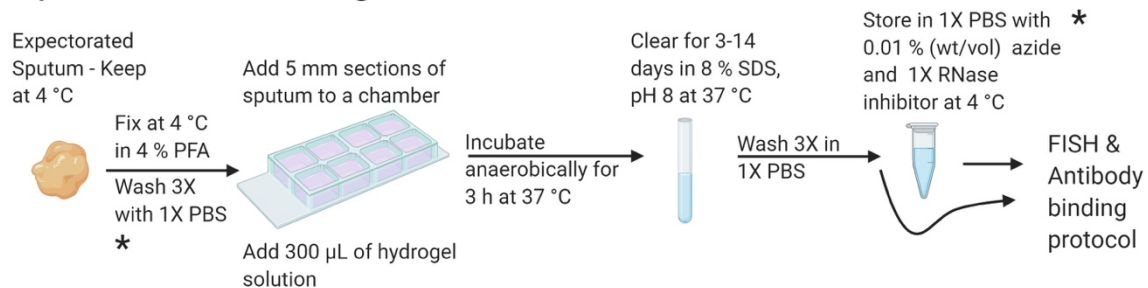 Expectorated
Sputum - Keep
at 4 °C
Fix at 4 °C
in 4 % PFA
Wash 3X
with 1X PBS
*
Add 5 mm sections of
sputum to a chamber
Add 300 µL of hydrogel
solution
Incubate
anaerobically for
3 h at 37 °C
Clear for 3-14
days in 8 % SDS,
pH 8 at 37 °C
Wash 3X in
1X PBS
Store in 1X PBS with *
0.01 % (wt/vol) azide
and 1X RNase
inhibitor at 4 °C
FISH &
Antibody
binding
protocol